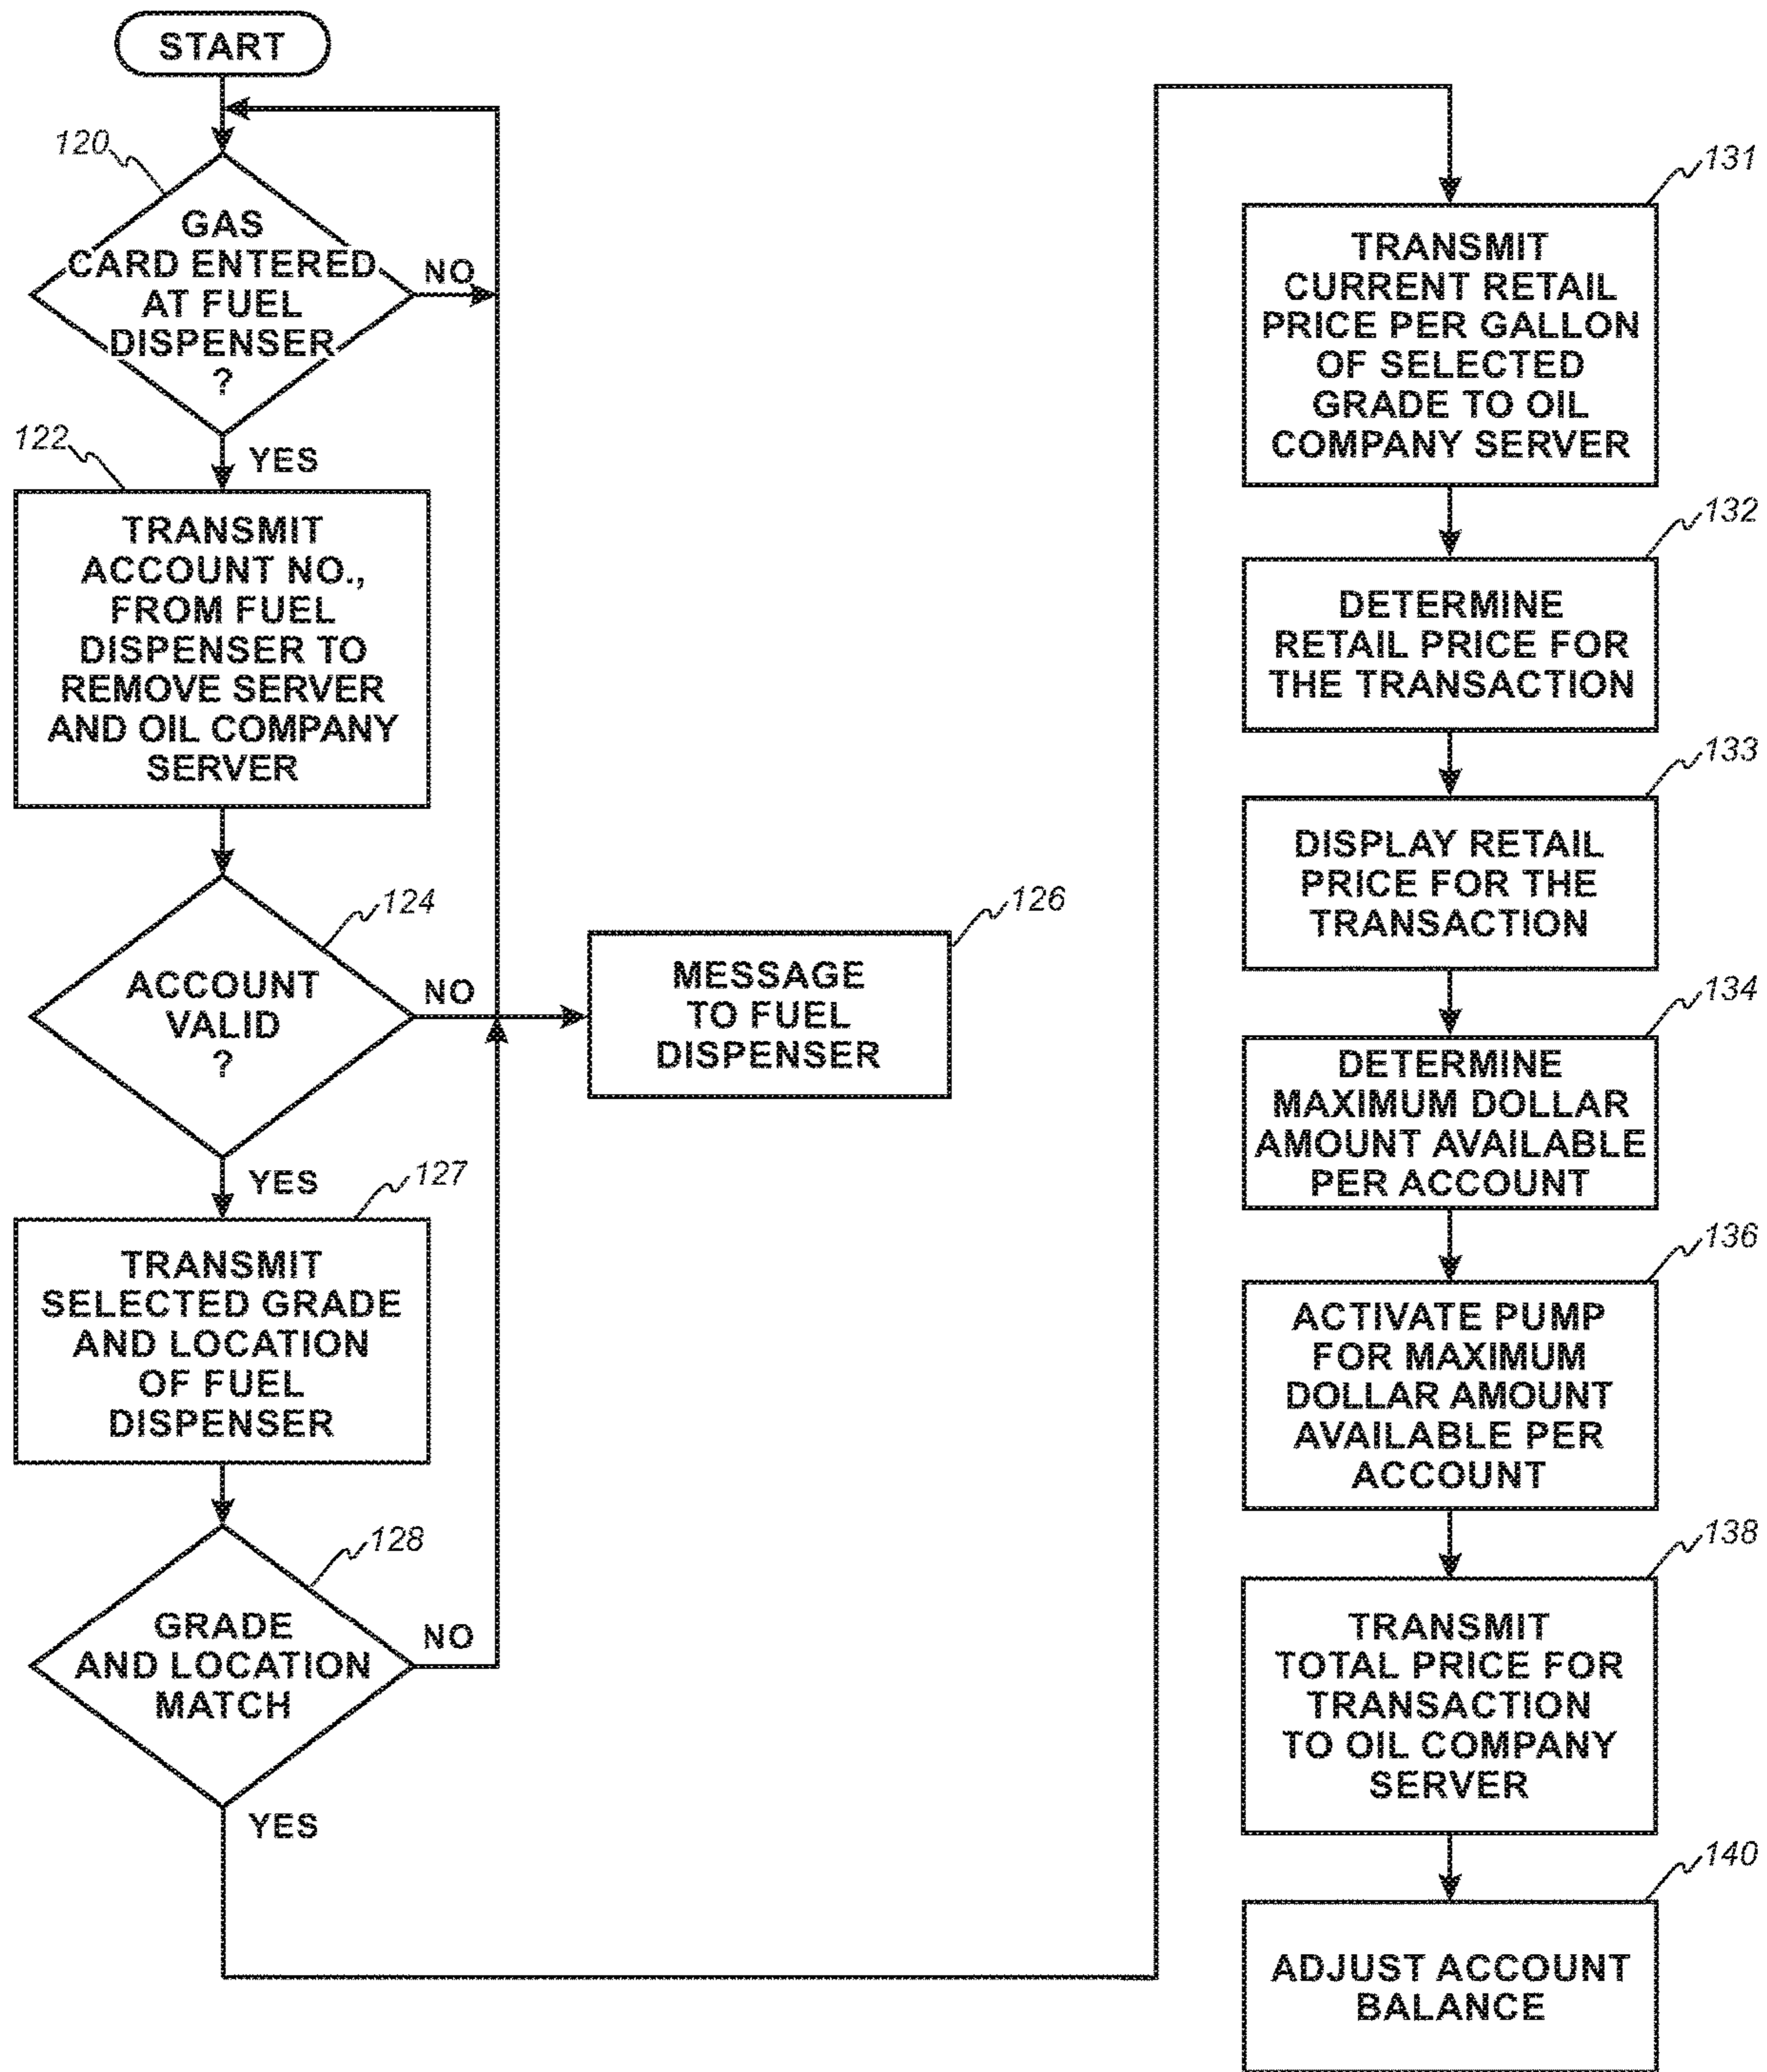 START
120
GAS
CARD ENTERED
AT FUEL
DISPENSER
?
NO
YES
122
TRANSMIT
ACCOUNT NO.,
FROM FUEL
DISPENSER TO
REMOVE SERVER
AND OIL COMPANY
SERVER
124
ACCOUNT
VALID
?
NO
126
MESSAGE
TO FUEL
DISPENSER
YES
127
TRANSMIT
SELECTED GRADE
AND LOCATION
OF FUEL
DISPENSER
128
GRADE
AND LOCATION
MATCH
NO
YES
131
TRANSMIT
CURRENT RETAIL
PRICE PER GALLON
OF SELECTED
GRADE TO OIL
COMPANY SERVER
132
DETERMINE
RETAIL PRICE FOR
THE TRANSACTION
133
DISPLAY RETAIL
PRICE FOR THE
TRANSACTION
134
DETERMINE
MAXIMUM DOLLAR
AMOUNT AVAILABLE
PER ACCOUNT
136
ACTIVATE PUMP
FOR MAXIMUM
DOLLAR AMOUNT
AVAILABLE PER
ACCOUNT
138
TRANSMIT
TOTAL PRICE FOR
TRANSACTION
TO OIL COMPANY
SERVER
140
ADJUST ACCOUNT
BALANCE